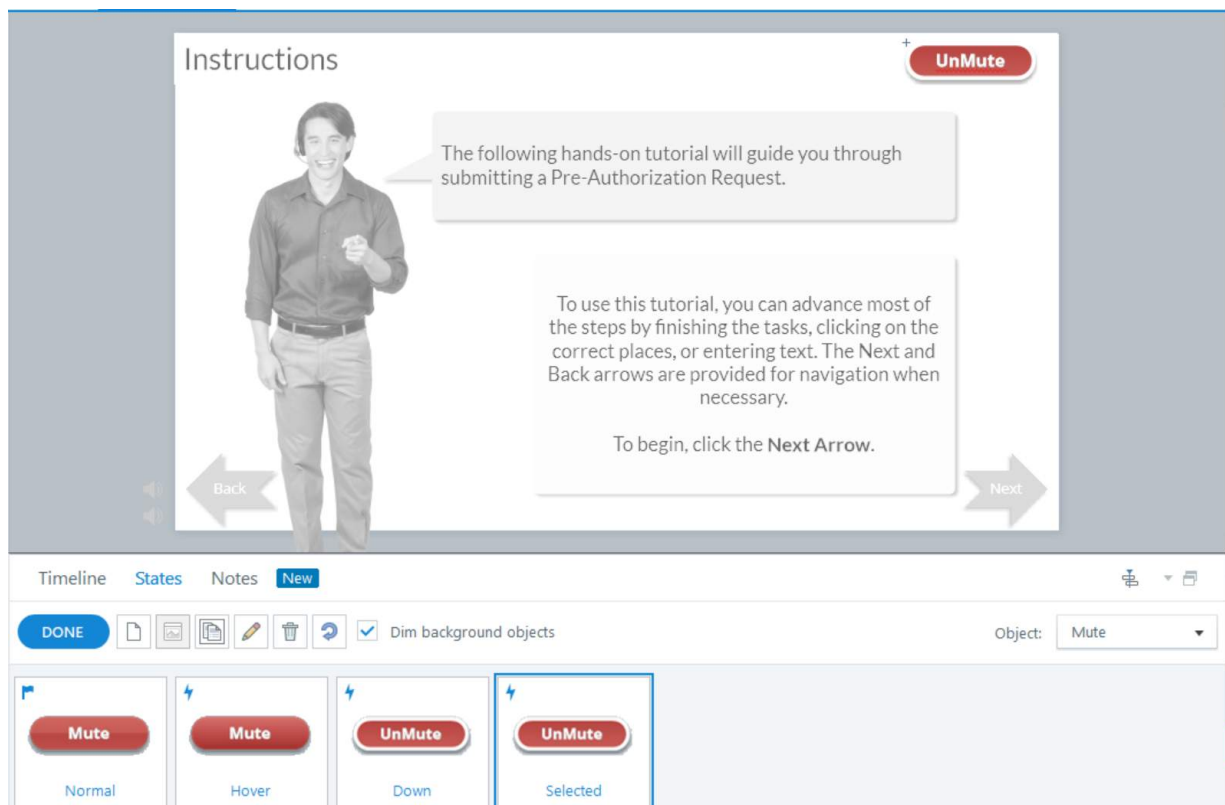 Instructions
UnMute
The following hands-on tutorial will guide you through
submitting a Pre-Authorization Request.
To use this tutorial, you can advance most of
the steps by finishing the tasks, clicking on the
correct places, or entering text. The Next and
Back arrows are provided for navigation when
necessary.
To begin, click the Next Arrow.
Back
Next
Timeline States Notes New
DONE Dim background objects Object: Mute
Mute Mute UnMute UnMute
Normal Hover Down Selected